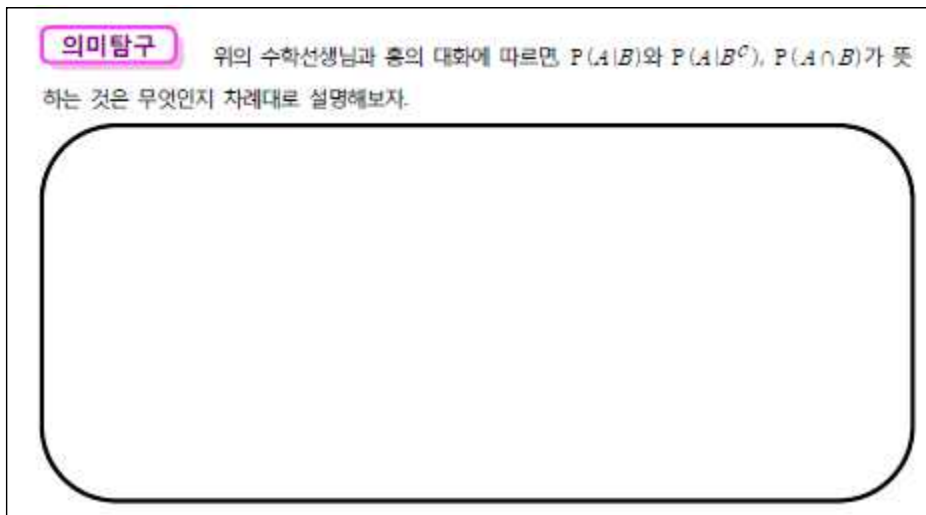 의미탐구 위의 수학선생님과 홍의 대화에 따르면, P(A|B)와 P(A|B^C), P(A∩B)가 뜻
하는 것은 무엇인지 차례대로 설명해보자.